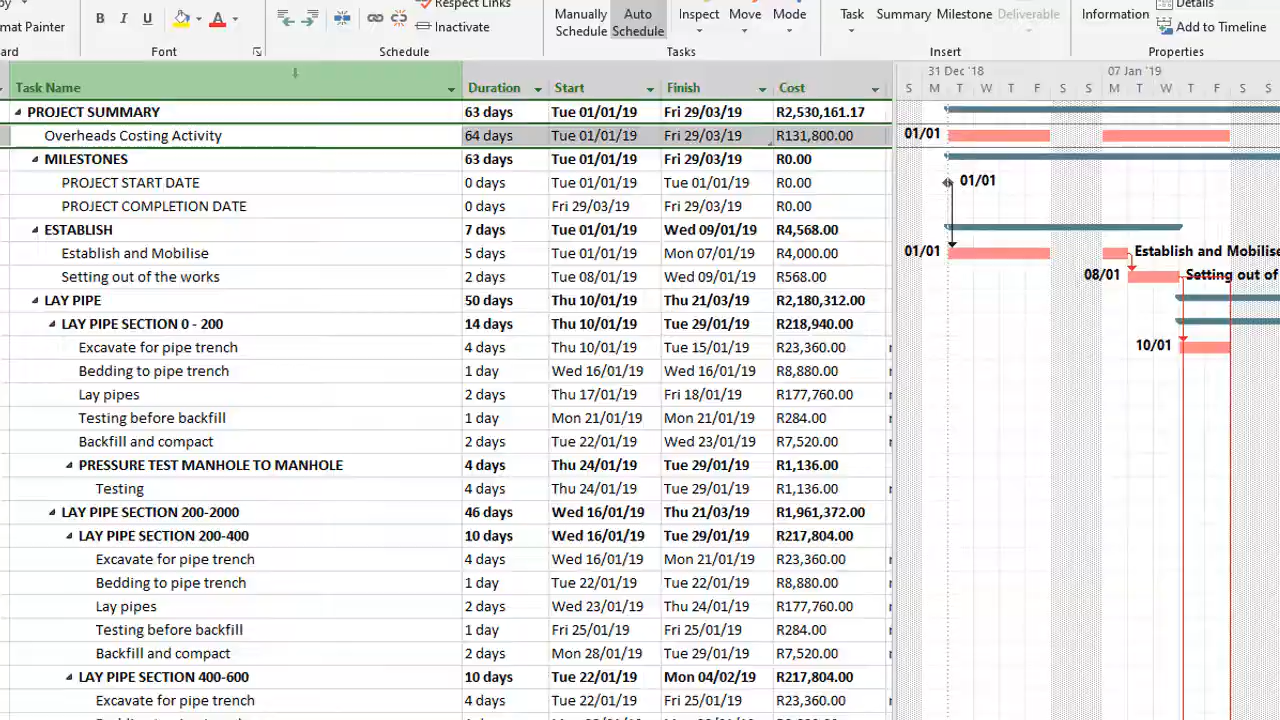 Respect Links
mat Painter
B I U A
Inactivate
Manually Schedule
Auto Schedule
Inspect Move Mode
Task Summary Milestone Deliverable
Information
Details
Add to Timeline
Font Schedule Tasks Insert Properties
31 Dec '18 07 Jan '19
Task Name Duration Start Finish Cost S M T W T F S S M T W T F S S
PROJECT SUMMARY 63 days Tue 01/01/19 Fri 29/03/19 R2,530,161.17
Overheads Costing Activity 64 days Tue 01/01/19 Fri 29/03/19 R131,800.00 01/01
MILESTONES 63 days Tue 01/01/19 Fri 29/03/19 R0.00
PROJECT START DATE 0 days Tue 01/01/19 Tue 01/01/19 R0.00 01/01
PROJECT COMPLETION DATE 0 days Fri 29/03/19 Fri 29/03/19 R0.00
ESTABLISH 7 days Tue 01/01/19 Wed 09/01/19 R4,568.00
Establish and Mobilise 5 days Tue 01/01/19 Mon 07/01/19 R4,000.00 01/01 Establish and Mobilise
Setting out of the works 2 days Tue 08/01/19 Wed 09/01/19 R568.00 08/01 Setting out of
LAY PIPE 50 days Thu 10/01/19 Thu 21/03/19 R2,180,312.00
LAY PIPE SECTION 0 - 200 14 days Thu 10/01/19 Tue 29/01/19 R218,940.00
Excavate for pipe trench 4 days Thu 10/01/19 Tue 15/01/19 R23,360.00 10/01
Bedding to pipe trench 1 day Wed 16/01/19 Wed 16/01/19 R8,880.00
Lay pipes 2 days Thu 17/01/19 Fri 18/01/19 R177,760.00
Testing before backfill 1 day Mon 21/01/19 Mon 21/01/19 R284.00
Backfill and compact 2 days Tue 22/01/19 Wed 23/01/19 R7,520.00
PRESSURE TEST MANHOLE TO MANHOLE 4 days Thu 24/01/19 Tue 29/01/19 R1,136.00
Testing 4 days Thu 24/01/19 Tue 29/01/19 R1,136.00
LAY PIPE SECTION 200-2000 46 days Wed 16/01/19 Thu 21/03/19 R1,961,372.00
LAY PIPE SECTION 200-400 10 days Wed 16/01/19 Tue 29/01/19 R217,804.00
Excavate for pipe trench 4 days Wed 16/01/19 Mon 21/01/19 R23,360.00
Bedding to pipe trench 1 day Tue 22/01/19 Tue 22/01/19 R8,880.00
Lay pipes 2 days Wed 23/01/19 Thu 24/01/19 R177,760.00
Testing before backfill 1 day Fri 25/01/19 Fri 25/01/19 R284.00
Backfill and compact 2 days Mon 28/01/19 Tue 29/01/19 R7,520.00
LAY PIPE SECTION 400-600 10 days Tue 22/01/19 Mon 04/02/19 R217,804.00
Excavate for pipe trench 4 days Tue 22/01/19 Fri 25/01/19 R23,360.00